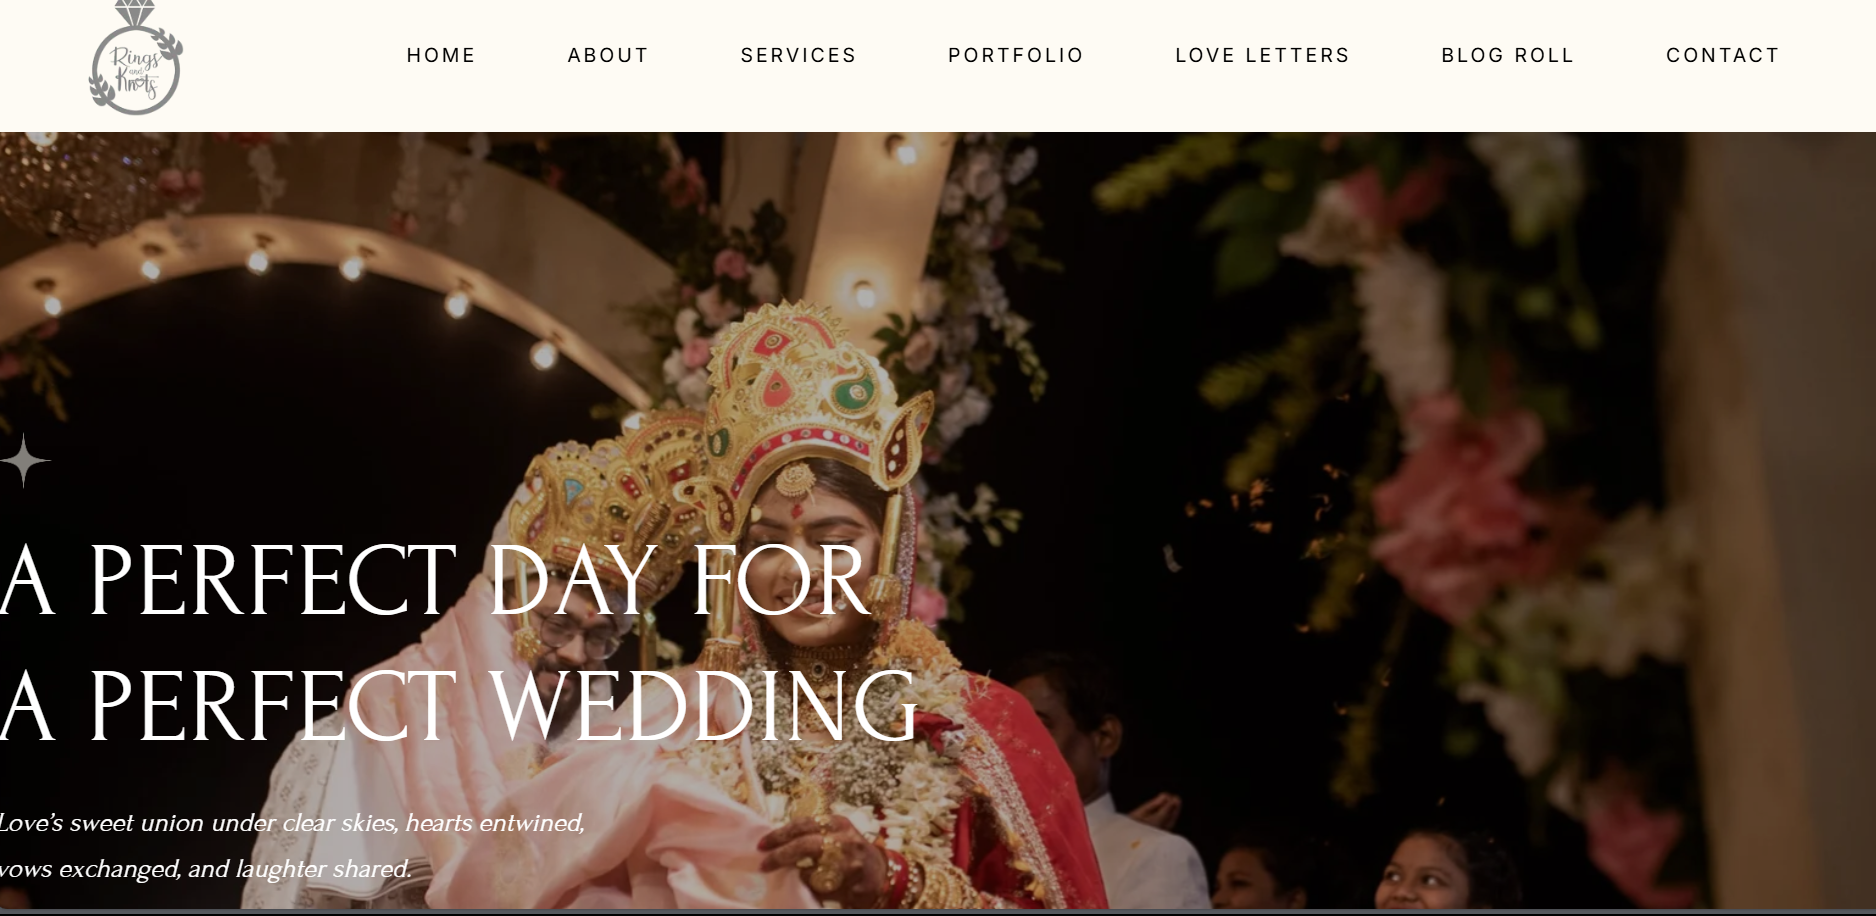 Rings
and
Knots
HOME ABOUT SERVICES PORTFOLIO LOVE LETTERS BLOG ROLL CONTACT
A PERFECT DAY FOR
A PERFECT WEDDING
Love’s sweet union under clear skies, hearts entwined,
vows exchanged, and laughter shared.